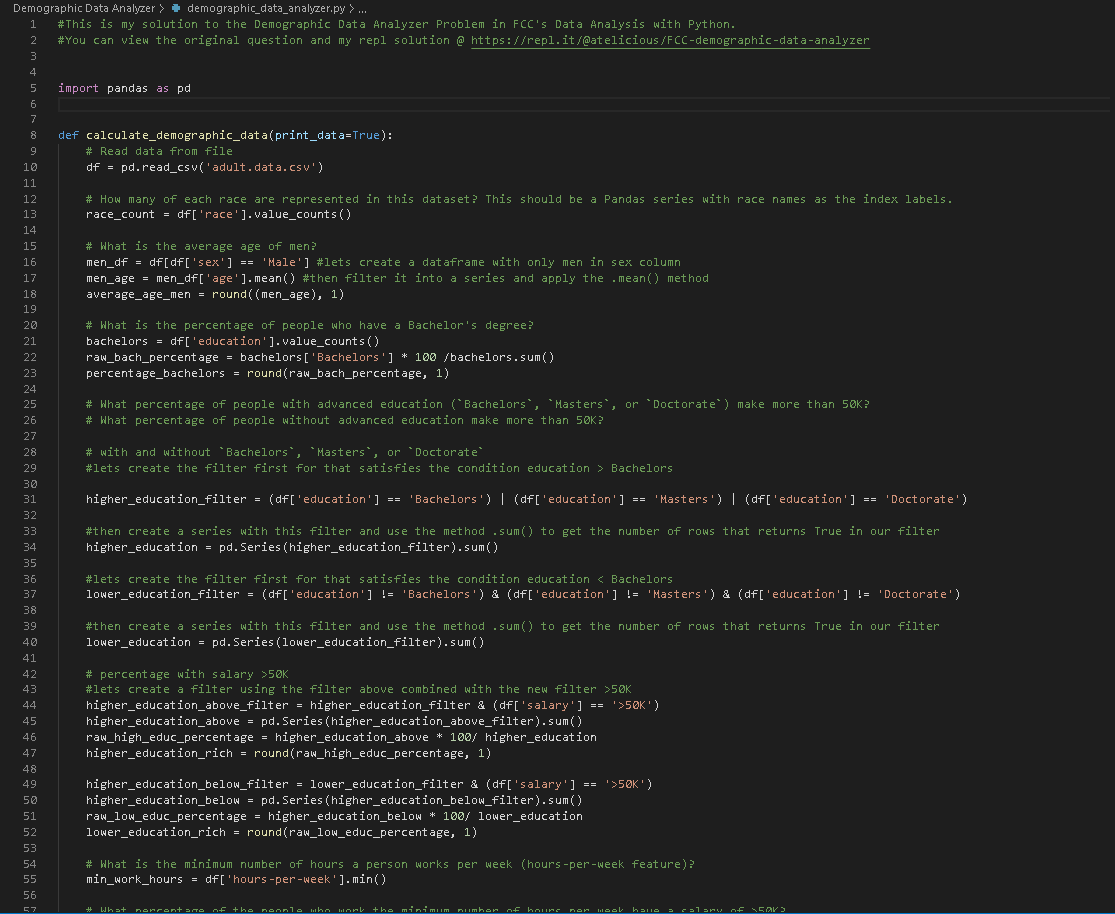 Demographic Data Analyzer > demographic_data_analyzer.py > ...
1 #This is my solution to the Demographic Data Analyzer Problem in FCC's Data Analysis with Python.
2 #You can view the original question and my repl solution @ https://repl.it/@atelicious/FCC-demographic-data-analyzer
3
4
5 import pandas as pd
6
7
8 def calculate_demographic_data(print_data=True):
9     # Read data from file
10     df = pd.read_csv('adult.data.csv')
11
12     # How many of each race are represented in this dataset? This should be a Pandas series with race names as the index labels.
13     race_count = df['race'].value_counts()
14
15     # What is the average age of men?
16     men_df = df[df['sex'] == 'Male'] #lets create a dataframe with only men in sex column
17     men_age = men_df['age'].mean() #then filter it into a series and apply the .mean() method
18     average_age_men = round((men_age), 1)
19
20     # What is the percentage of people who have a Bachelor's degree?
21     bachelors = df['education'].value_counts()
22     raw_bach_percentage = bachelors['Bachelors'] * 100 /bachelors.sum()
23     percentage_bachelors = round(raw_bach_percentage, 1)
24
25     # What percentage of people with advanced education (`Bachelors`, `Masters`, or `Doctorate`) make more than 50K?
26     # What percentage of people without advanced education make more than 50K?
27
28     # with and without `Bachelors`, `Masters`, or `Doctorate`
29     #lets create the filter first for that satisfies the condition education > Bachelors
30
31     higher_education_filter = (df['education'] == 'Bachelors') | (df['education'] == 'Masters') | (df['education'] == 'Doctorate')
32
33     #then create a series with this filter and use the method .sum() to get the number of rows that returns True in our filter
34     higher_education = pd.Series(higher_education_filter).sum()
35
36     #lets create the filter first for that satisfies the condition education < Bachelors
37     lower_education_filter = (df['education'] != 'Bachelors') & (df['education'] != 'Masters') & (df['education'] != 'Doctorate')
38
39     #then create a series with this filter and use the method .sum() to get the number of rows that returns True in our filter
40     lower_education = pd.Series(lower_education_filter).sum()
41
42     # percentage with salary >50K
43     #lets create a filter using the filter above combined with the new filter >50K
44     higher_education_above_filter = higher_education_filter & (df['salary'] == '>50K')
45     higher_education_above = pd.Series(higher_education_above_filter).sum()
46     raw_high_educ_percentage = higher_education_above * 100/ higher_education
47     higher_education_rich = round(raw_high_educ_percentage, 1)
48
49     higher_education_below_filter = lower_education_filter & (df['salary'] == '>50K')
50     higher_education_below = pd.Series(higher_education_below_filter).sum()
51     raw_low_educ_percentage = higher_education_below * 100/ lower_education
52     lower_education_rich = round(raw_low_educ_percentage, 1)
53
54     # What is the minimum number of hours a person works per week (hours-per-week feature)?
55     min_work_hours = df['hours-per-week'].min()
56
57     # What percentage of the people who work the minimum number of hours per week have a salary of >50K?